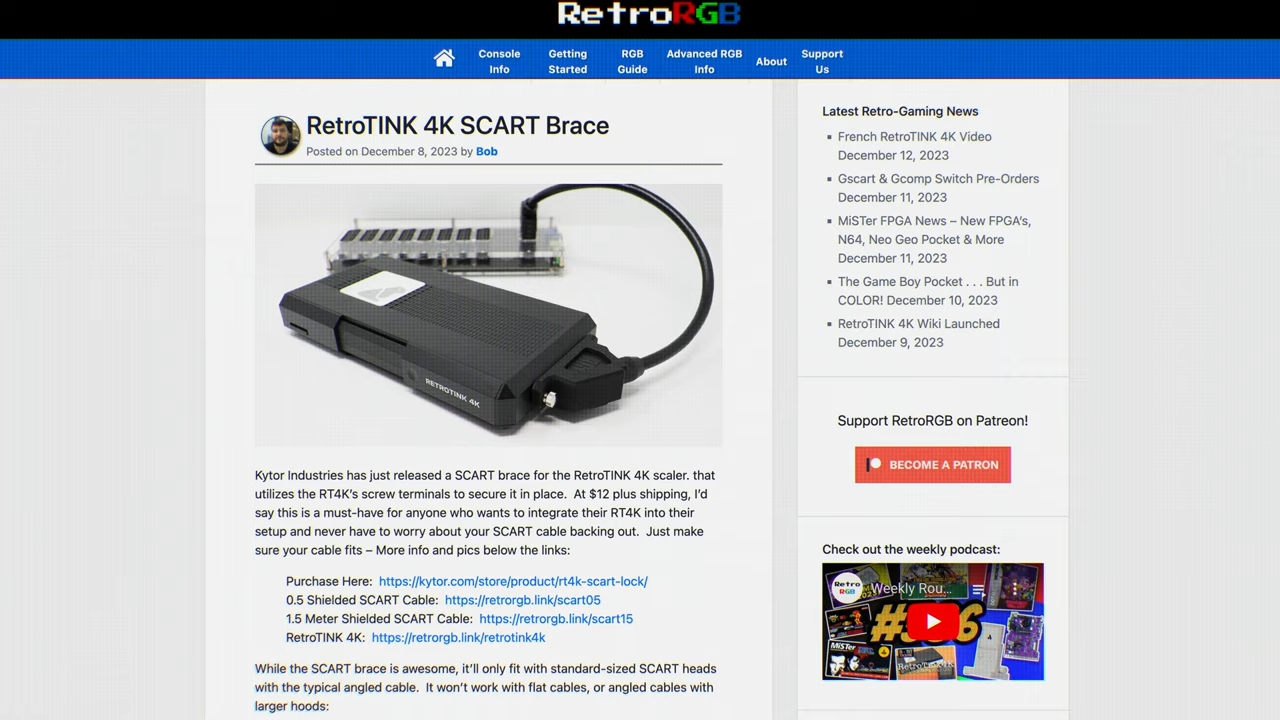 RetroRGB
Console
Info
Getting
Started
RGB
Guide
Advanced RGB
Info
About
Support
Us
RetroTINK 4K SCART Brace
Posted on December 8, 2023 by Bob
RETROTINK 4K
Kytor Industries has just released a SCART brace for the RetroTINK 4K scaler. that
utilizes the RT4K's screw terminals to secure it in place.  At $12 plus shipping, I'd
say this is a must-have for anyone who wants to integrate their RT4K into their
setup and never have to worry about your SCART cable backing out.  Just make
sure your cable fits – More info and pics below the links:
Purchase Here:  https://kytor.com/store/product/rt4k-scart-lock/
0.5 Shielded SCART Cable:  https://retrorgb.link/scart05
1.5 Meter Shielded SCART Cable:  https://retrorgb.link/scart15
RetroTINK 4K:  https://retrorgb.link/retrotink4k
While the SCART brace is awesome, it'll only fit with standard-sized SCART heads
with the typical angled cable.  It won't work with flat cables, or angled cables with
larger hoods:
Latest Retro-Gaming News
French RetroTINK 4K Video
December 12, 2023
Gscart & Gcomp Switch Pre-Orders
December 11, 2023
MiSTer FPGA News – New FPGA's,
N64, Neo Geo Pocket & More
December 11, 2023
The Game Boy Pocket . . . But in
COLOR! December 10, 2023
RetroTINK 4K Wiki Launched
December 9, 2023
Support RetroRGB on Patreon!
BECOME A PATRON
Check out the weekly podcast:
Retro
RGB
Weekly Rou...
MiSTer
RetroTINK 4K